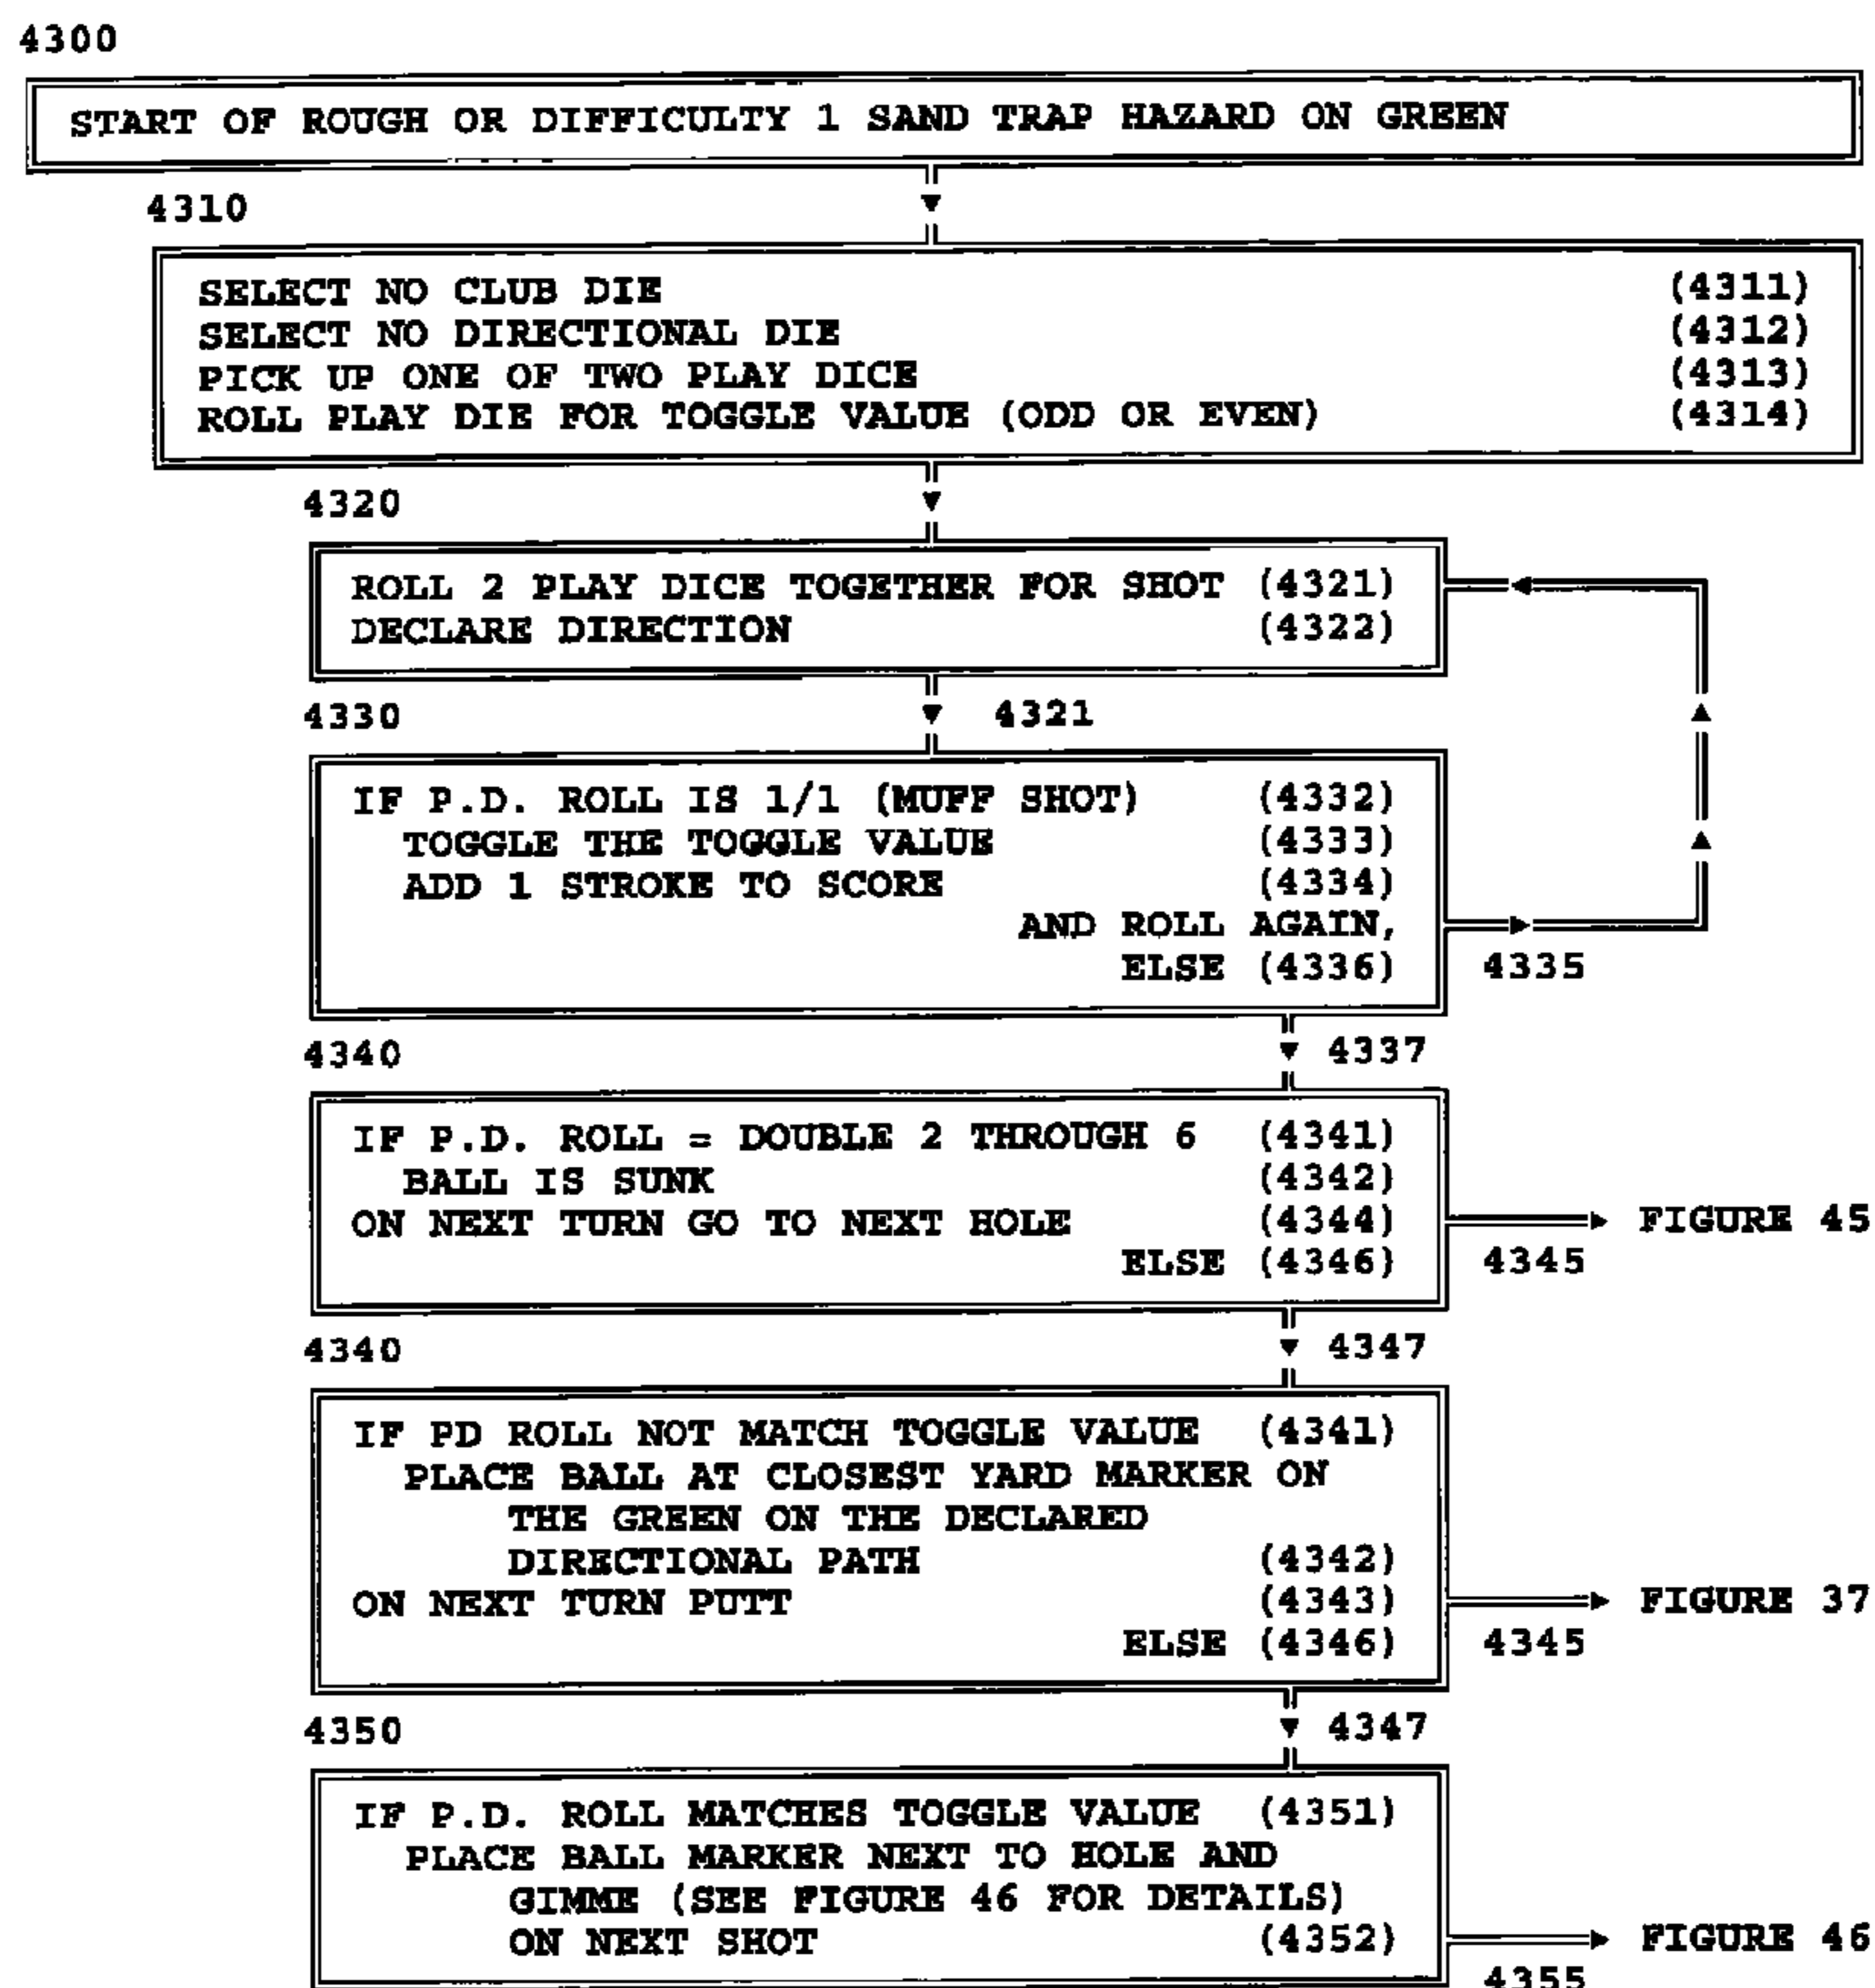 4300
START OF ROUGH OR DIFFICULTY 1 SAND TRAP HAZARD ON GREEN
4310
SELECT NO CLUB DIE (4311)
SELECT NO DIRECTIONAL DIE (4312)
PICK UP ONE OF TWO PLAY DICE (4313)
ROLL PLAY DIE FOR TOGGLE VALUE (ODD OR EVEN) (4314)
4320
ROLL 2 PLAY DICE TOGETHER FOR SHOT (4321)
DECLARE DIRECTION (4322)
4330 4321
IF P.D. ROLL IS 1/1 (MUFF SHOT) (4332)
TOGGLE THE TOGGLE VALUE (4333)
ADD 1 STROKE TO SCORE (4334)
AND ROLL AGAIN,
ELSE (4336) 4335
4340 4337
IF P.D. ROLL = DOUBLE 2 THROUGH 6 (4341)
BALL IS SUNK (4342)
ON NEXT TURN GO TO NEXT HOLE (4344) FIGURE 45
ELSE (4346) 4345
4340 4347
IF PD ROLL NOT MATCH TOGGLE VALUE (4341)
PLACE BALL AT CLOSEST YARD MARKER ON
THE GREEN ON THE DECLARED
DIRECTIONAL PATH (4342)
ON NEXT TURN PUTT (4343) FIGURE 37
ELSE (4346) 4345
4350 4347
IF P.D. ROLL MATCHES TOGGLE VALUE (4351)
PLACE BALL MARKER NEXT TO HOLE AND
GIMME (SEE FIGURE 46 FOR DETAILS)
ON NEXT SHOT (4352) FIGURE 46
4355